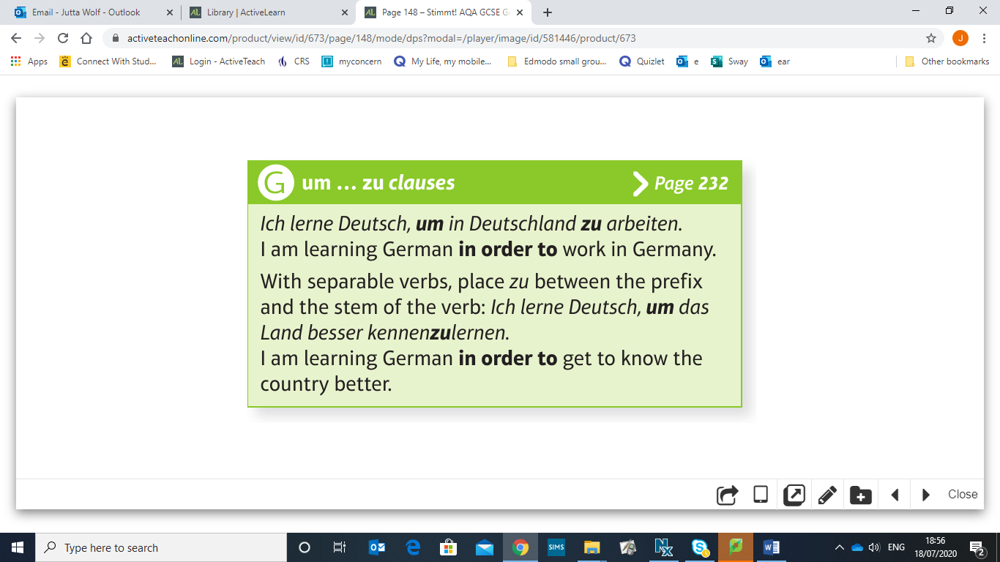 Email - Jutta Wolf - Outlook
Library | ActiveLearn
Page 148 – Stimmt! AQA GCSE G
activeteachonline.com/product/view/id/673/page/148/mode/dps?modal=/player/image/id/581446/product/673
J
Apps Connect With Stud... Login - ActiveTeach CRS myconcern My Life, my mobile... Edmodo small grou... Quizlet e Sway ear Other bookmarks
G um ... zu clauses Page 232
Ich lerne Deutsch, um in Deutschland zu arbeiten.
I am learning German in order to work in Germany.
With separable verbs, place zu between the prefix
and the stem of the verb: Ich lerne Deutsch, um das
Land besser kennenzulernen.
I am learning German in order to get to know the
country better.
Close
Type here to search
SIMS
ENG
18:56
18/07/2020
2